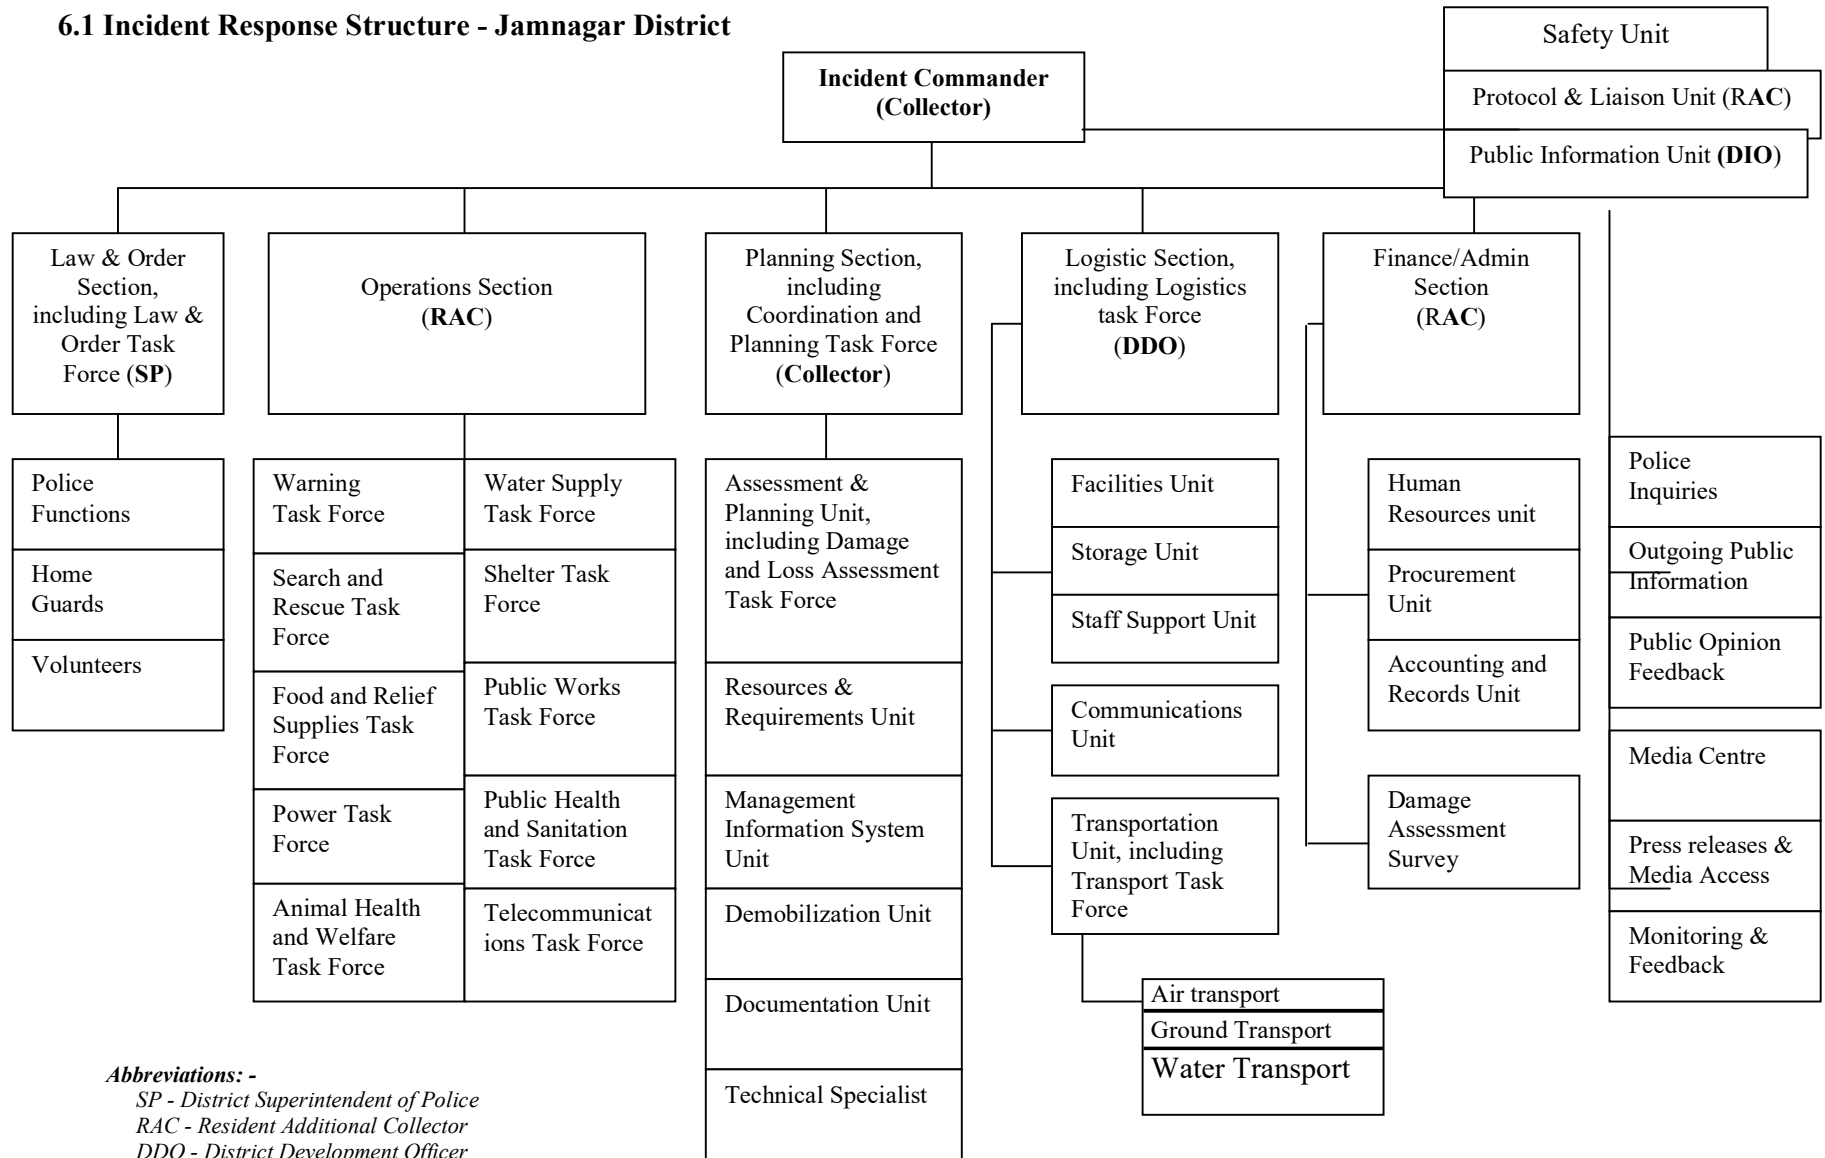 6.1 Incident Response Structure - Jamnagar District
Safety Unit
Incident Commander
(Collector)
Protocol & Liaison Unit (RAC)
Public Information Unit (DIO)
Law & Order
Section,
including Law &
Order Task
Force (SP)
Operations Section
(RAC)
Planning Section,
including
Coordination and
Planning Task Force
(Collector)
Logistic Section,
including Logistics
task Force
(DDO)
Finance/Admin
Section
(RAC)
Police
Functions
Home
Guards
Volunteers
Warning
Task Force
Search and
Rescue Task
Force
Food and Relief
Supplies Task
Force
Power Task
Force
Animal Health
and Welfare
Task Force
Water Supply
Task Force
Shelter Task
Force
Public Works
Task Force
Public Health
and Sanitation
Task Force
Telecommunicat
ions Task Force
Assessment &
Planning Unit,
including Damage
and Loss Assessment
Task Force
Resources &
Requirements Unit
Management
Information System
Unit
Demobilization Unit
Documentation Unit
Technical Specialist
Facilities Unit
Storage Unit
Staff Support Unit
Communications
Unit
Transportation
Unit, including
Transport Task
Force
Air transport
Ground Transport
Water Transport
Human
Resources unit
Procurement
Unit
Accounting and
Records Unit
Damage
Assessment
Survey
Police
Inquiries
Outgoing Public
Information
Public Opinion
Feedback
Media Centre
Press releases &
Media Access
Monitoring &
Feedback
Abbreviations: -
SP - District Superintendent of Police
RAC - Resident Additional Collector
DDO - District Development Officer